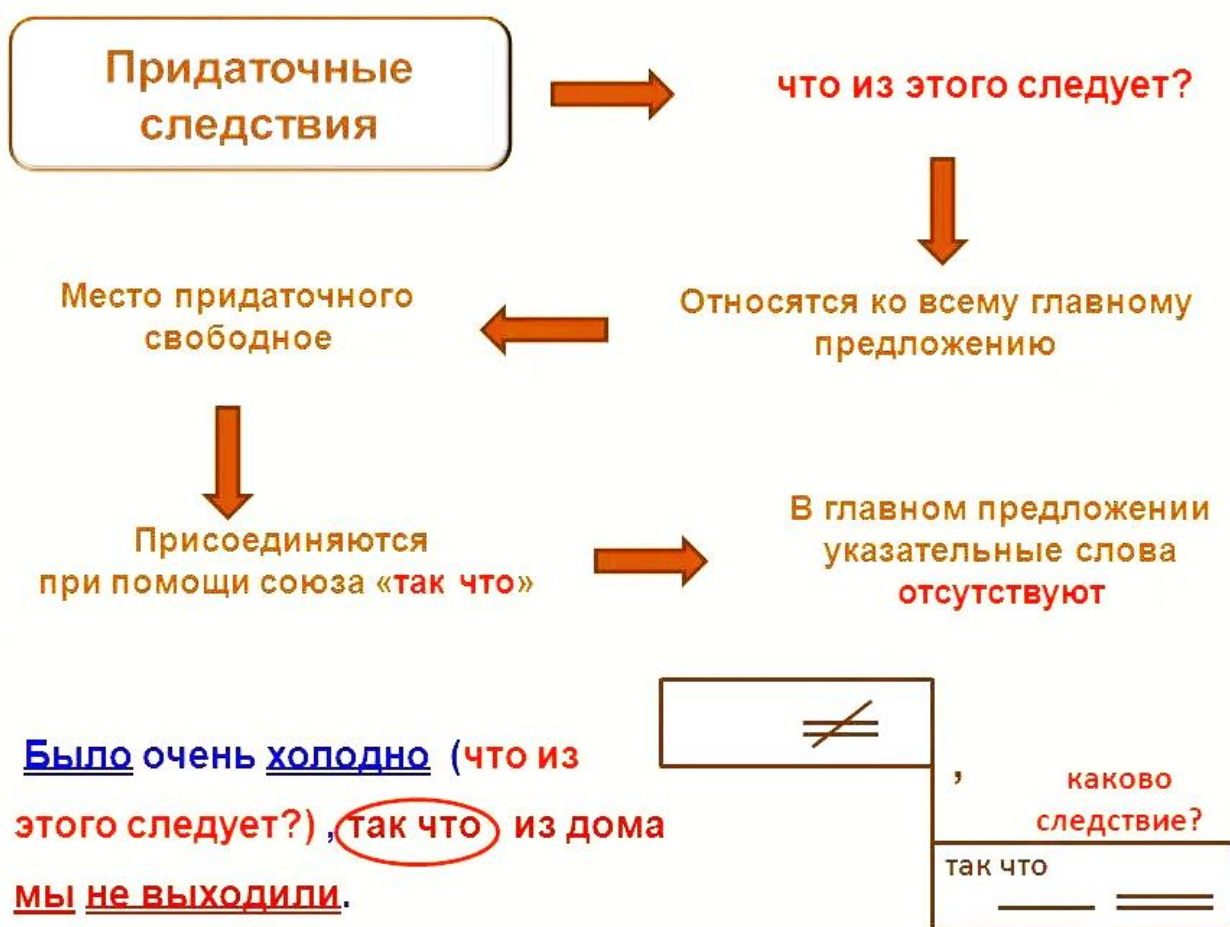 Придаточные
следствия
что из этого следует?
Относятся ко всему главному
предложению
Место придаточного
свободное
Присоединяются
при помощи союза «так что»
В главном предложении
указательные слова
отсутствуют
Было очень холодно (что из
этого следует?) , так что из дома
мы не выходили.
,
каково
следствие?
так что